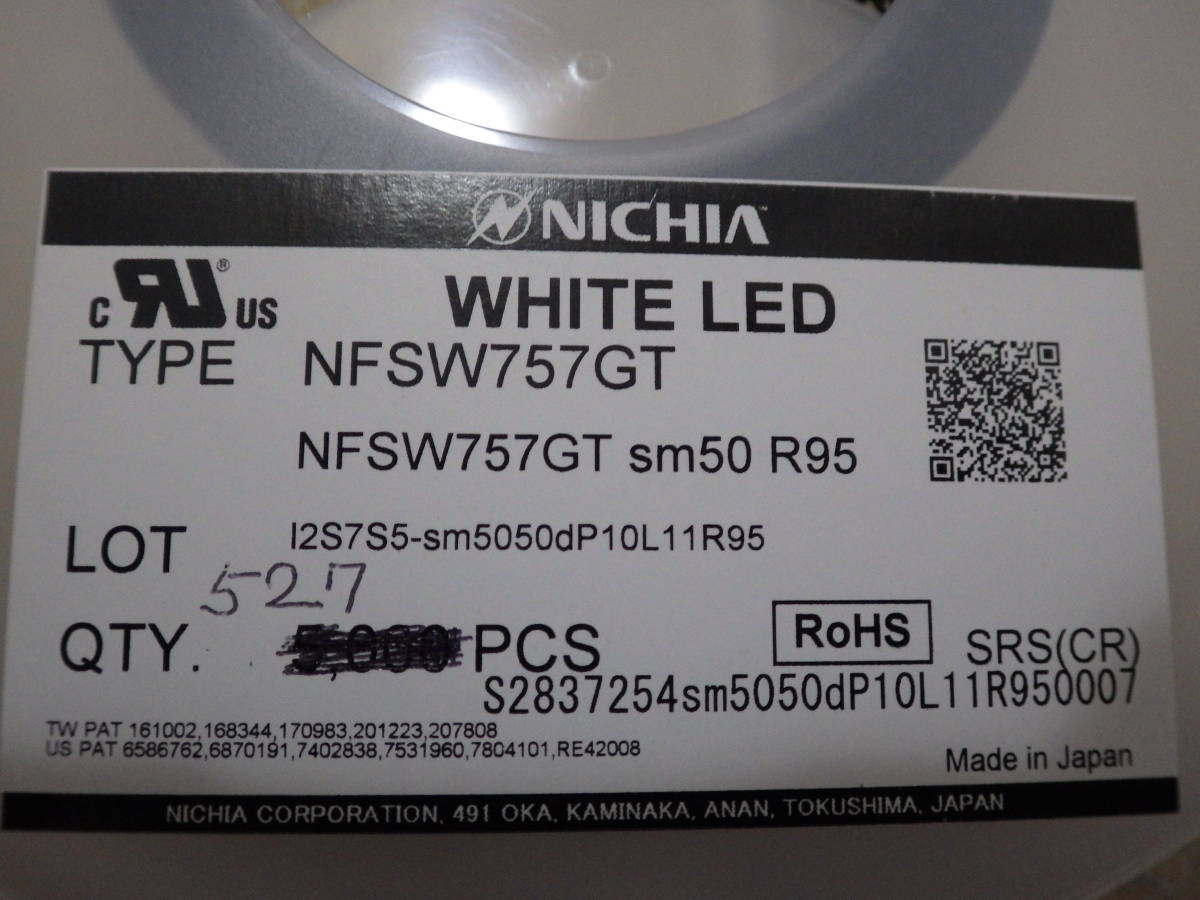 NICHIA™
c RU® US
WHITE LED
TYPE NFSW757GT
NFSW757GT sm50 R95
LOT I2S7S5-sm5050dP10L11R95
527
QTY. 5,000 PCS
RoHS SRS(CR)
S2837254sm5050dP10L11R950007
TW PAT 161002,168344,170983,201223,207808
US PAT 6586762,6870191,7402838,7531960,7804101,RE42008
Made in Japan
NICHIA CORPORATION, 491 OKA, KAMINAKA, ANAN, TOKUSHIMA, JAPAN